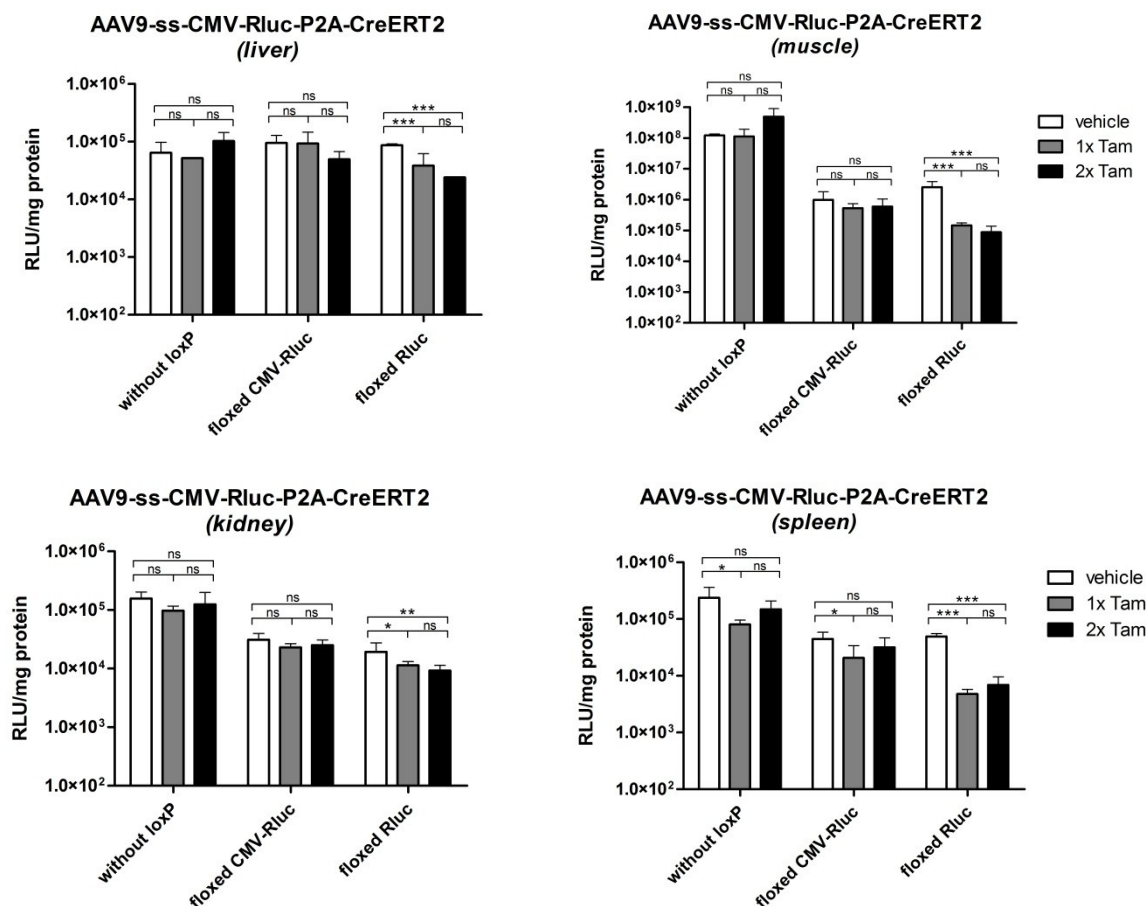 AAV9-ss-CMV-Rluc-P2A-CreERT2
(liver)
RLU/mg protein
1.0×10^6
1.0×10^5
1.0×10^4
1.0×10^3
1.0×10^2
ns
ns ns
ns
ns ns
***
*** ns
without loxP
floxed CMV-Rluc
floxed Rluc
AAV9-ss-CMV-Rluc-P2A-CreERT2
(muscle)
RLU/mg protein
1.0×10^9
1.0×10^8
1.0×10^7
1.0×10^6
1.0×10^5
1.0×10^4
1.0×10^3
1.0×10^2
ns
ns ns
ns
ns ns
***
*** ns
vehicle
1x Tam
2x Tam
without loxP
floxed CMV-Rluc
floxed Rluc
AAV9-ss-CMV-Rluc-P2A-CreERT2
(kidney)
RLU/mg protein
1.0×10^6
1.0×10^5
1.0×10^4
1.0×10^3
1.0×10^2
ns
ns ns
ns
ns ns
**
* ns
without loxP
floxed CMV-Rluc
floxed Rluc
AAV9-ss-CMV-Rluc-P2A-CreERT2
(spleen)
RLU/mg protein
1.0×10^6
1.0×10^5
1.0×10^4
1.0×10^3
1.0×10^2
ns
* ns
ns
* ns
***
*** ns
vehicle
1x Tam
2x Tam
without loxP
floxed CMV-Rluc
floxed Rluc